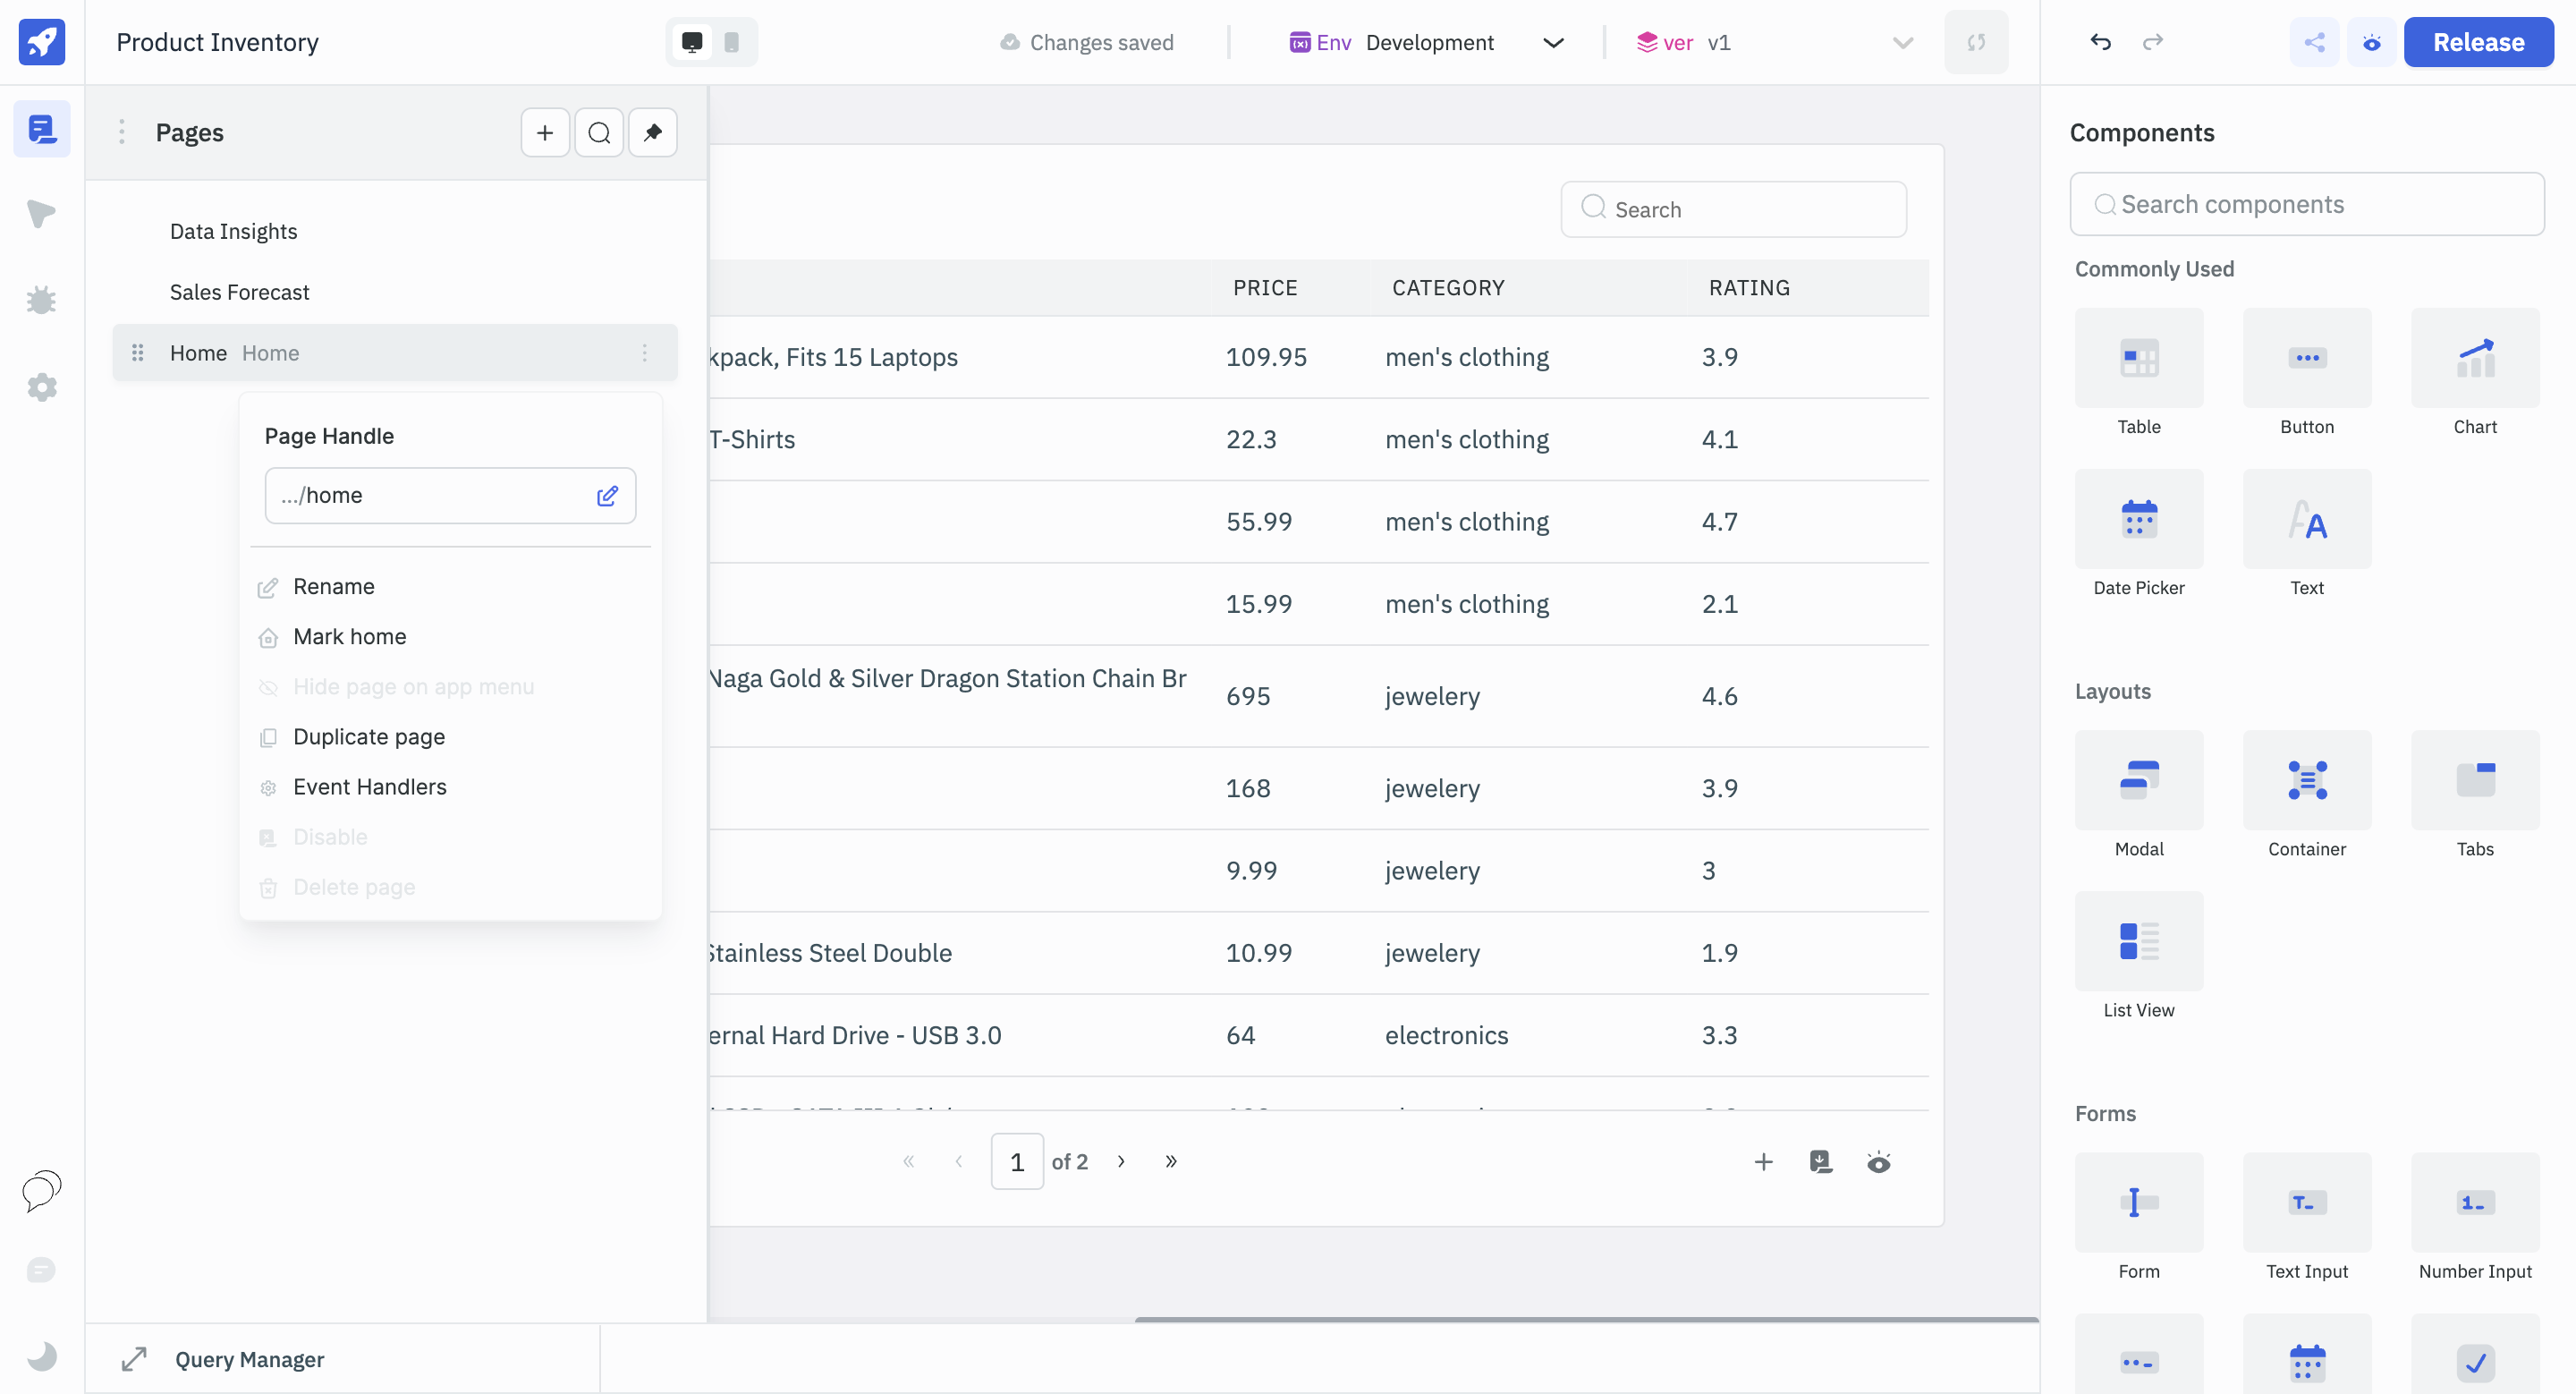 Product Inventory
Changes saved
Env Development
ver v1
Release
Pages
Data Insights
Sales Forecast
Home Home
Page Handle
.../home
Rename
Mark home
Hide page on app menu
Duplicate page
Event Handlers
Disable
Delete page
Search
PRICE CATEGORY RATING
kpack, Fits 15 Laptops 109.95 men's clothing 3.9
T-Shirts 22.3 men's clothing 4.1
55.99 men's clothing 4.7
15.99 men's clothing 2.1
Naga Gold & Silver Dragon Station Chain Br 695 jewelery 4.6
168 jewelery 3.9
9.99 jewelery 3
Stainless Steel Double 10.99 jewelery 1.9
ernal Hard Drive - USB 3.0 64 electronics 3.3
« ‹ 1 of 2 › »
Query Manager
Components
Search components
Commonly Used
Table Button Chart
Date Picker Text
Layouts
Modal Container Tabs
List View
Forms
Form Text Input Number Input